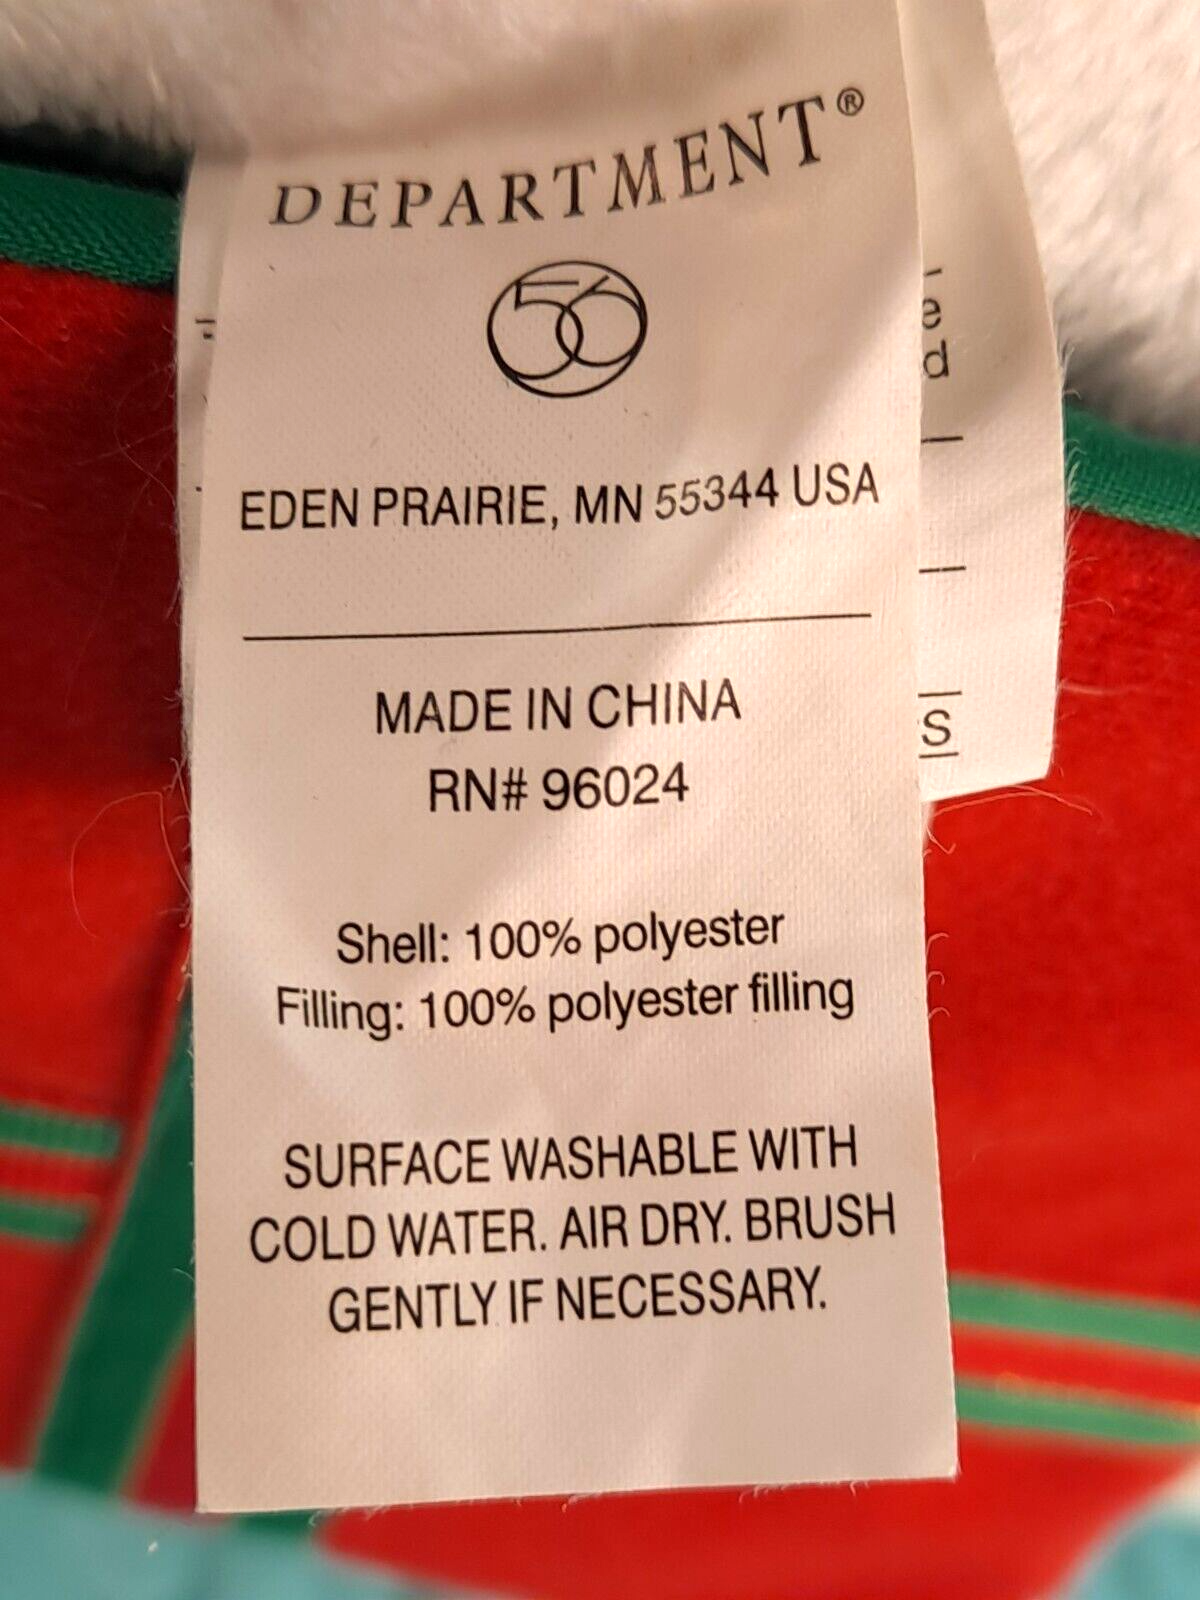 DEPARTMENT®
56
EDEN PRAIRIE, MN 55344 USA
MADE IN CHINA
RN# 96024
Shell: 100% polyester
Filling: 100% polyester filling
SURFACE WASHABLE WITH
COLD WATER. AIR DRY. BRUSH
GENTLY IF NECESSARY.
e
d
S